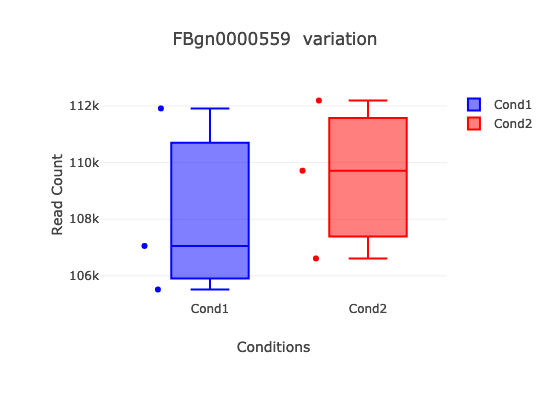 FBgn0000559  variation
112k
110k
108k
106k
Read Count
Cond1
Cond2
Conditions
Cond1
Cond2